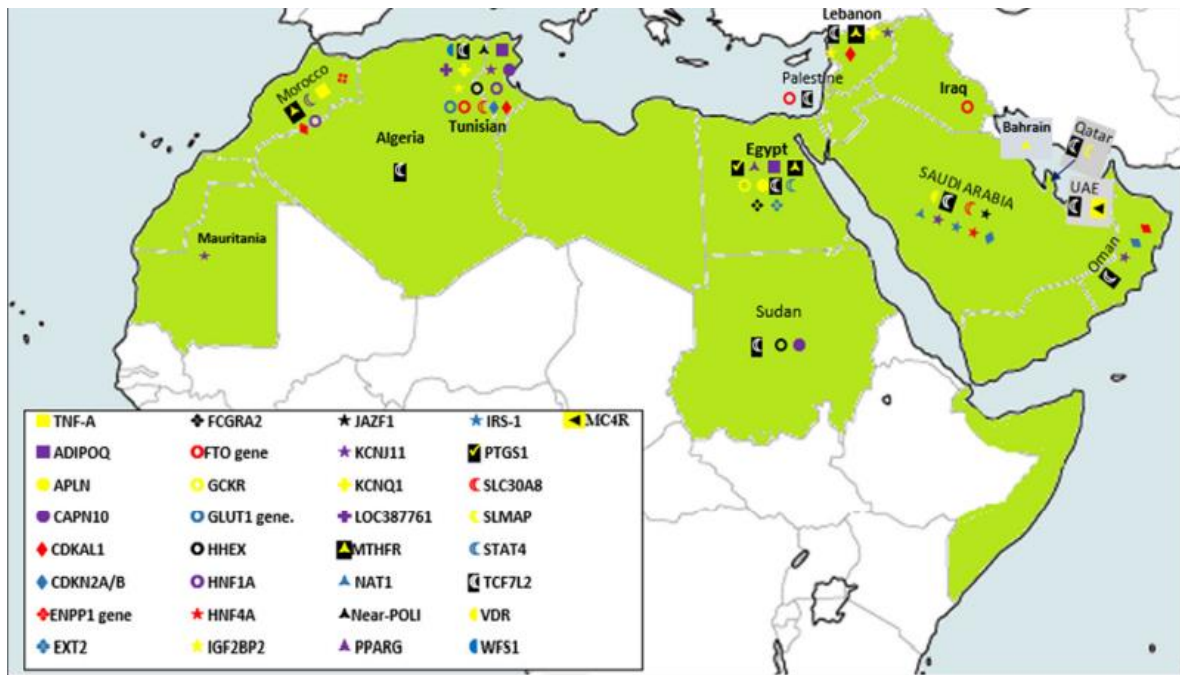 Lebanon
Morocco
Palestine
Iraq
Algeria
Tunisian
Egypt
Bahrain
Qatar
SAUDI ARABIA
UAE
Mauritania
Oman
Sudan
TNF-A FCGRA2 JAZF1 IRS-1 MC4R
ADIPOQ FTO gene KCNJ11 PTGS1
APLN GCKR KCNQ1 SLC30A8
CAPN10 GLUT1 gene. LOC387761 SLMAP
CDKAL1 HHEX MTHFR STAT4
CDKN2A/B HNF1A NAT1 TCF7L2
ENPP1 gene HNF4A Near-POLI VDR
EXT2 IGF2BP2 PPARG WFS1